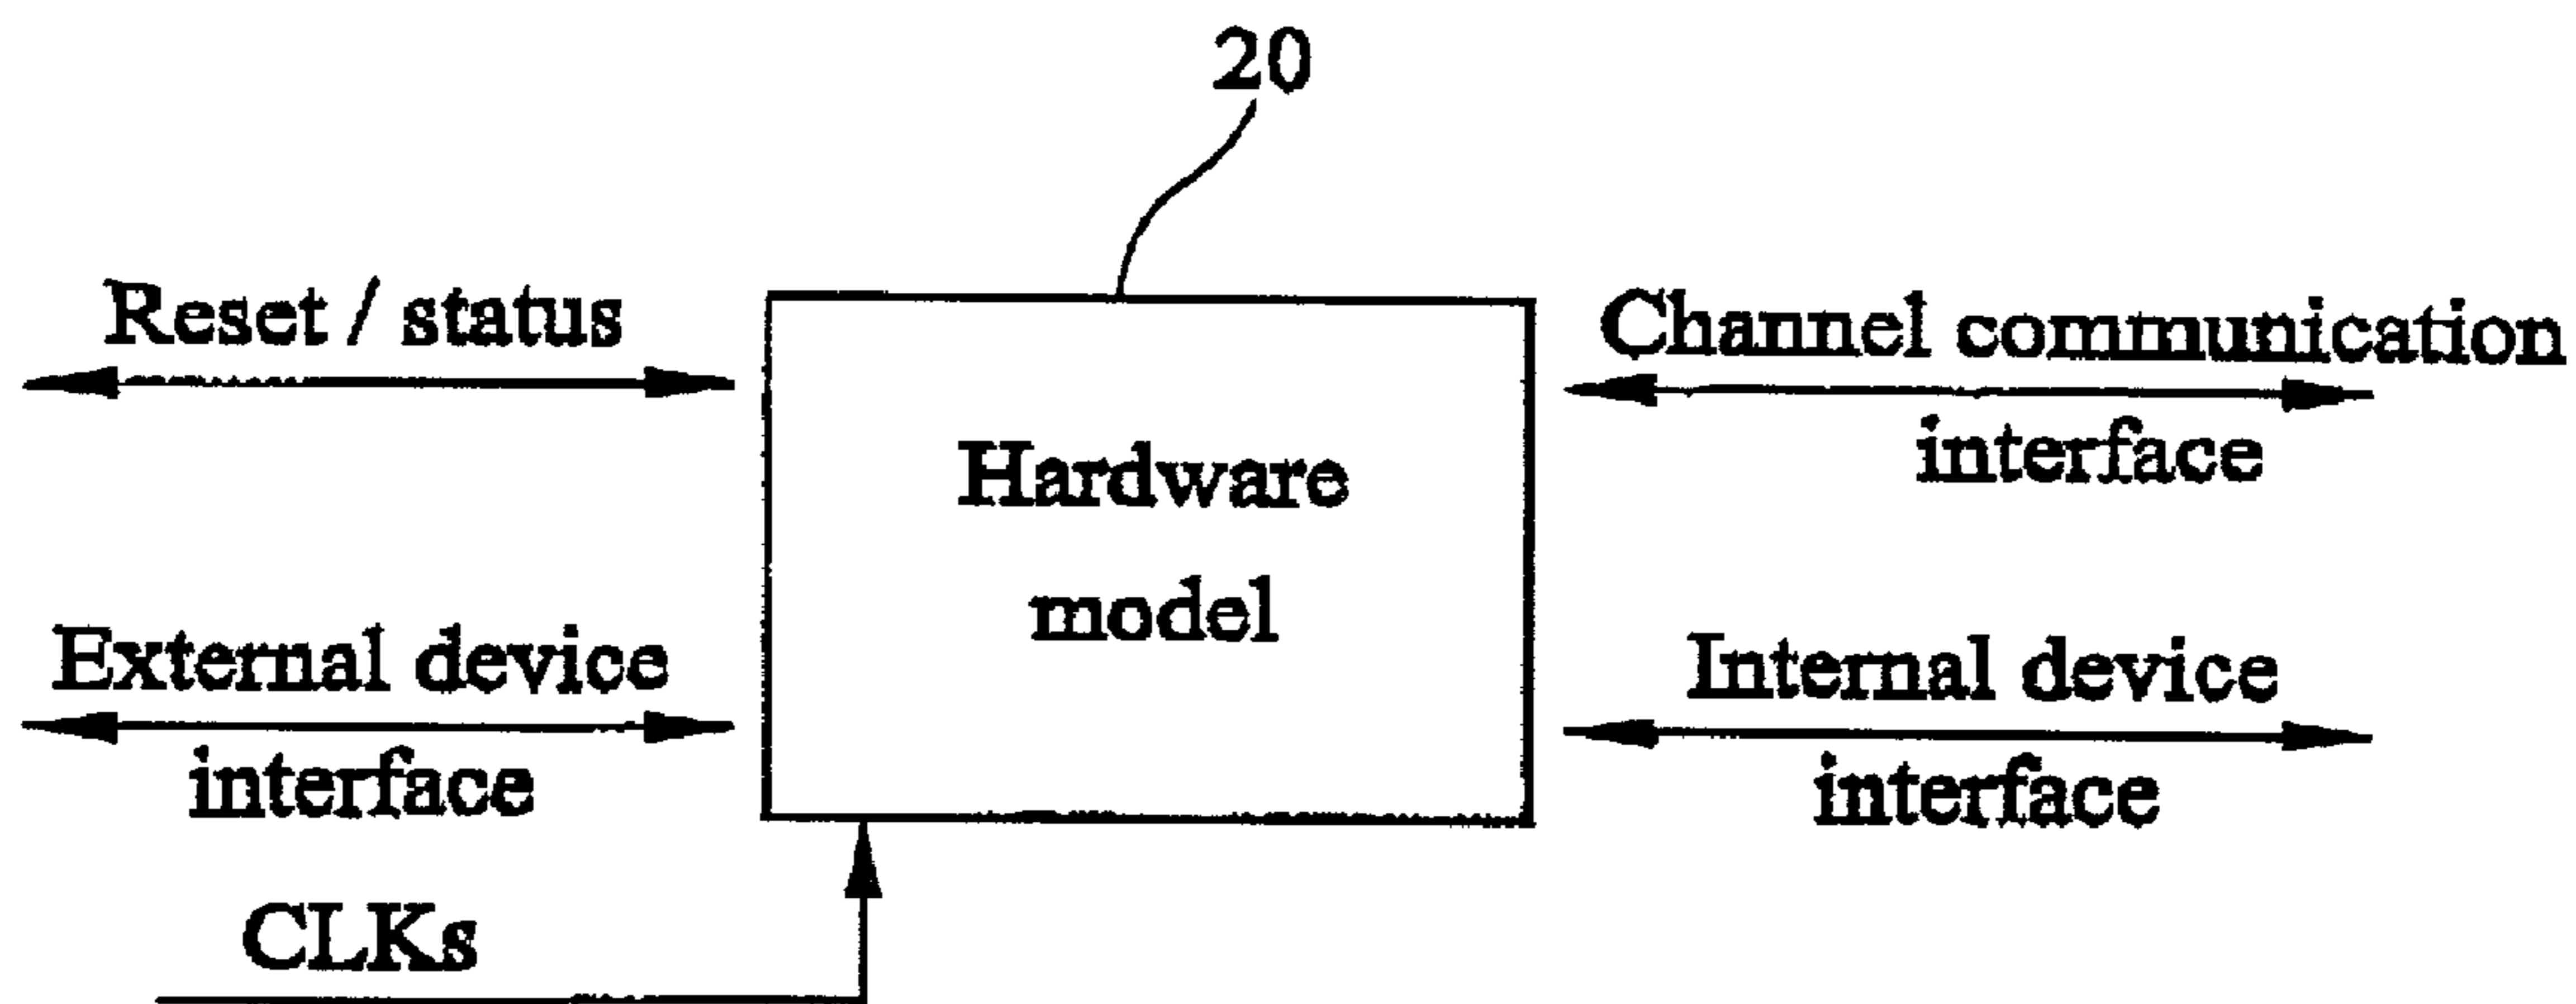 20
Reset / status
Channel communication
interface
Hardware
model
External device
interface
Internal device
interface
CLKs